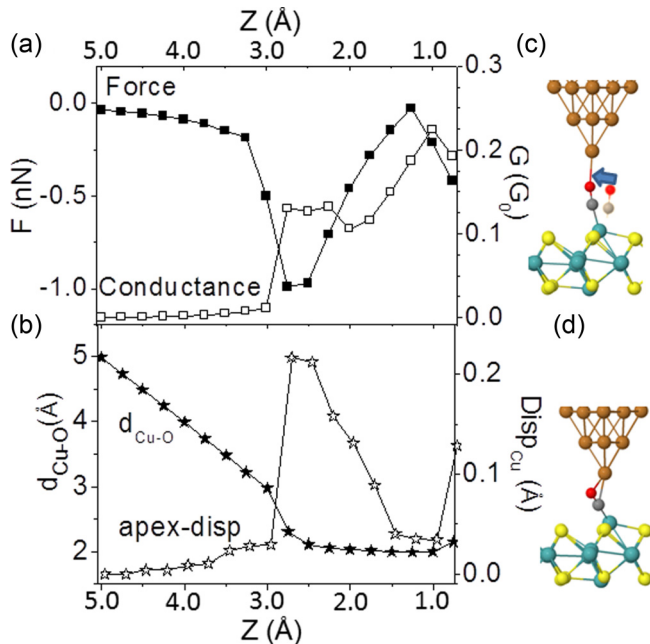 Z (Å)
5.0 4.0 3.0 2.0 1.0
(a)
(c)
Force
0.0
-0.5
-1.0
F (nN)
0.3
0.2
0.1
0.0
G (G₀)
Conductance
(b)
(d)
5
4
3
2
d_Cu-O(Å)
d_Cu-O
apex-disp
0.2
0.1
0.0
Disp_Cu (Å)
5.0 4.0 3.0 2.0 1.0
Z (Å)